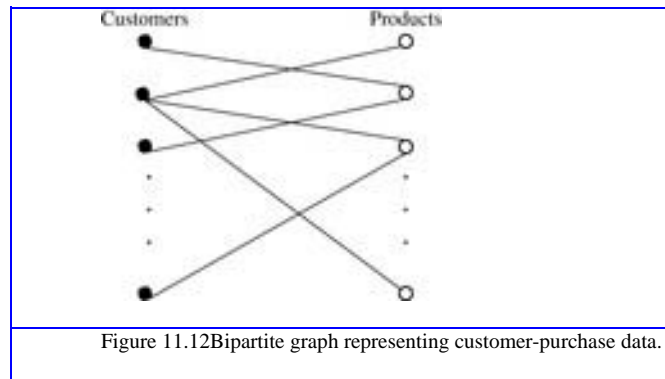 Customers Products
Figure 11.12Bipartite graph representing customer-purchase data.